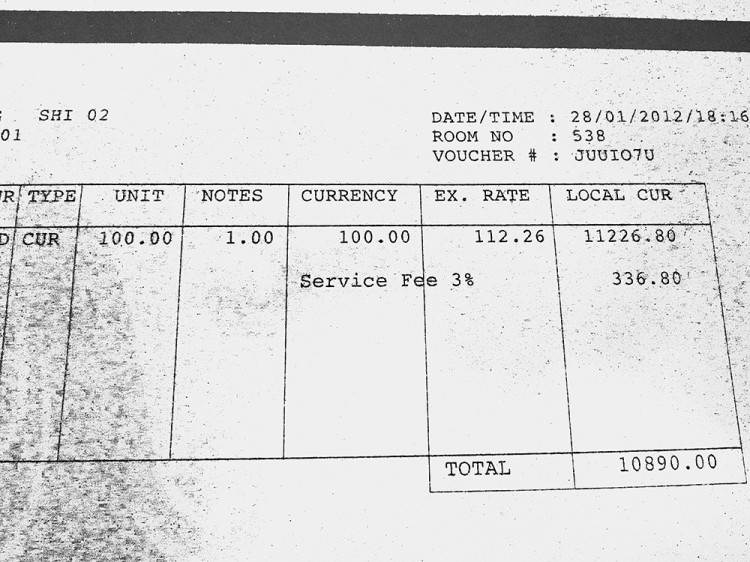 SHI 02
01
DATE/TIME : 28/01/2012/18:16
ROOM NO : 538
VOUCHER # : JUUIO7U
R TYPE UNIT NOTES CURRENCY EX. RATE LOCAL CUR
D CUR 100.00 1.00 100.00 112.26 11226.80
Service Fee 3% 336.80
TOTAL 10890.00